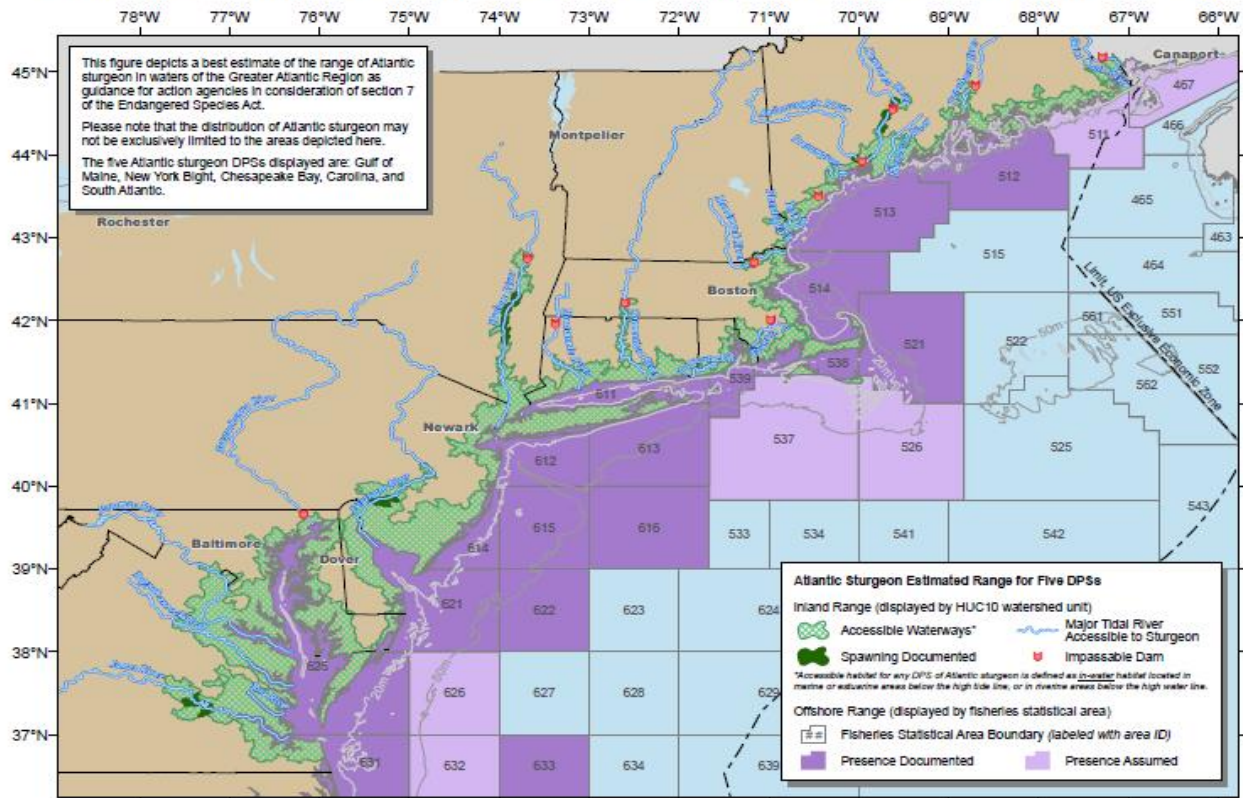 78°W 77°W 76°W 75°W 74°W 73°W 72°W 71°W 70°W 69°W 68°W 67°W 66°W
This figure depicts a best estimate of the range of Atlantic
sturgeon in waters of the Greater Atlantic Region as
guidance for action agencies in consideration of section 7
of the Endangered Species Act.
Please note that the distribution of Atlantic sturgeon may
not be exclusively limited to the areas depicted here.
The five Atlantic sturgeon DPSs displayed are: Gulf of
Maine, New York Bight, Chesapeake Bay, Carolina, and
South Atlantic.
45°N
Canaport
467
466
Montpelier
511
44°N
512
465
Rochester
513
463
43°N
515
464
Boston
514
Limit, US Exclusive Economic Zone
42°N
561
551
521
522
50m
552
538
20m
562
539
41°N
611
Newark
537
526
525
613
612
40°N
543
Baltimore
615
616
533
534
541
542
Dover
614
39°N
621
622
623
624
38°N
625
20m
50m
626
627
628
629
37°N
631
632
633
634
639
Atlantic Sturgeon Estimated Range for Five DPSs
Inland Range (displayed by HUC10 watershed unit)
Accessible Waterways*
Major Tidal River
Accessible to Sturgeon
Spawning Documented
Impassable Dam
*Accessible habitat for any DPS of Atlantic sturgeon is defined as in-water habitat located in
marine or estuarine areas below the high tide line, or in riverine areas below the high water line.
Offshore Range (displayed by fisheries statistical area)
## Fisheries Statistical Area Boundary (labeled with area ID)
Presence Documented
Presence Assumed